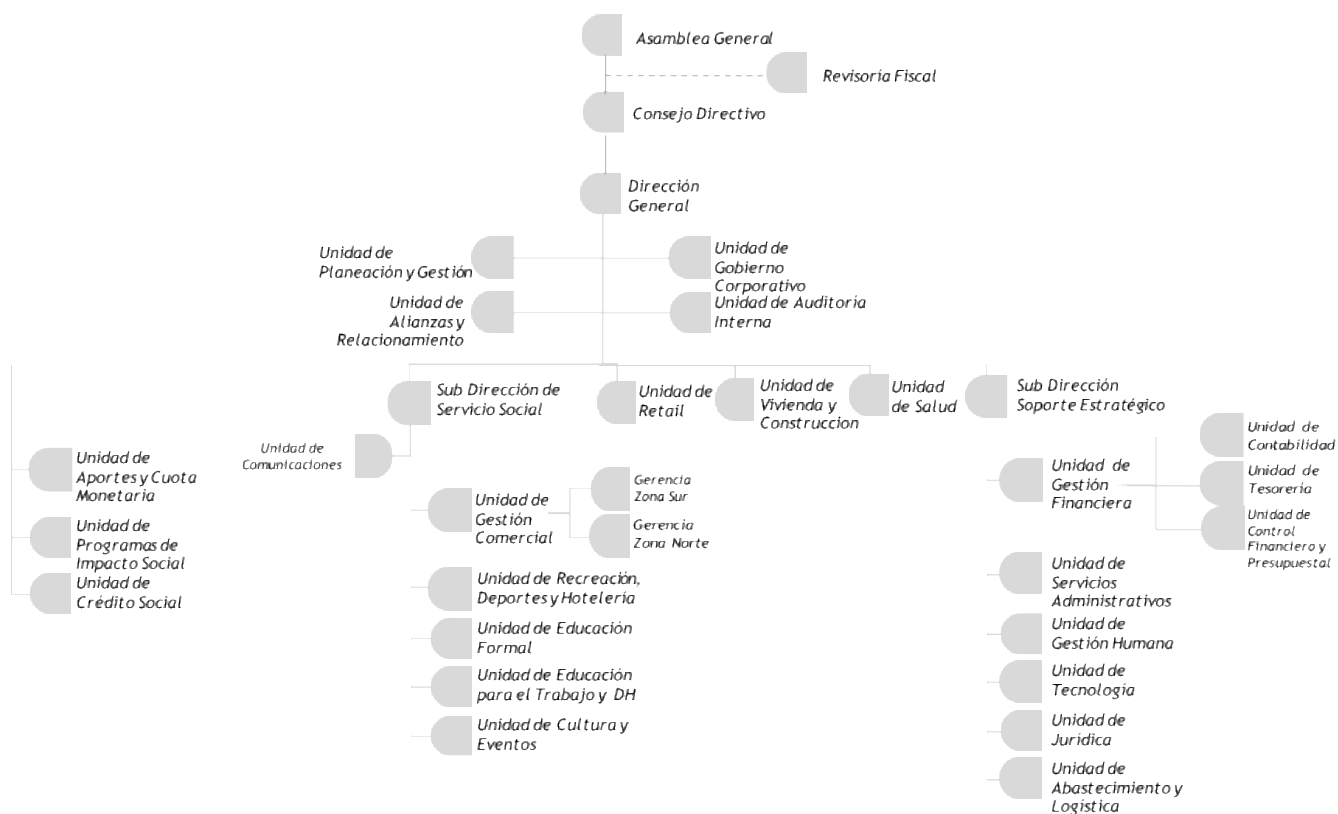 Asamblea General
Revisoría Fiscal
Consejo Directivo
Dirección
General
Unidad de
Planeación y Gestión
Unidad de
Gobierno
Corporativo
Unidad de
Alianzas y
Relacionamiento
Unidad de Auditoría
Interna
Sub Dirección de
Servicio Social
Unidad de
Retail
Unidad de
Vivienda y
Construccion
Unidad
de Salud
Sub Dirección
Soporte Estratégico
Unidad de
Comunicaciones
Unidad de
Aportes y Cuota
Monetaria
Unidad de
Programas de
Impacto Social
Unidad de
Crédito Social
Unidad de
Gestión
Comercial
Gerencia
Zona Sur
Gerencia
Zona Norte
Unidad de Recreación,
Deportes y Hotelería
Unidad de Educación
Formal
Unidad de Educación
para el Trabajo y DH
Unidad de Cultura y
Eventos
Unidad de
Gestión
Financiera
Unidad de
Contabilidad
Unidad de
Tesorería
Unidad de
Control
Financiero y
Presupuestal
Unidad de
Servicios
Administrativos
Unidad de
Gestión Humana
Unidad de
Tecnología
Unidad de
Jurídica
Unidad de
Abastecimiento y
Logística